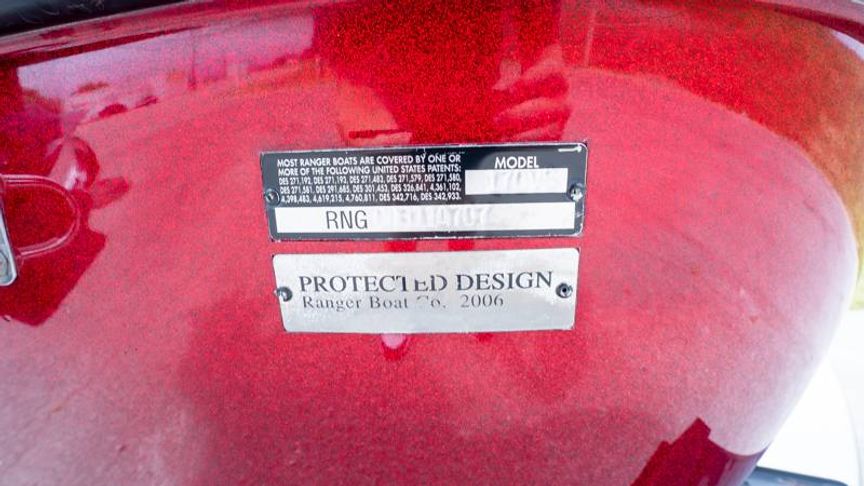 MOST RANGER BOATS ARE COVERED BY ONE OR
MORE OF THE FOLLOWING UNITED STATES PATENTS:
DES 271,192, DES 271,193, DES 271,483, DES 271,579, DES 271,580,
DES 271,581, DES 291,685, DES 301,453, DES 326,841, 4,361,102,
4,398,483, 4,619,215, 4,760,811, DES 342,716, DES 342,933.
MODEL
RNG
PROTECTED DESIGN
Ranger Boat Co. 2006